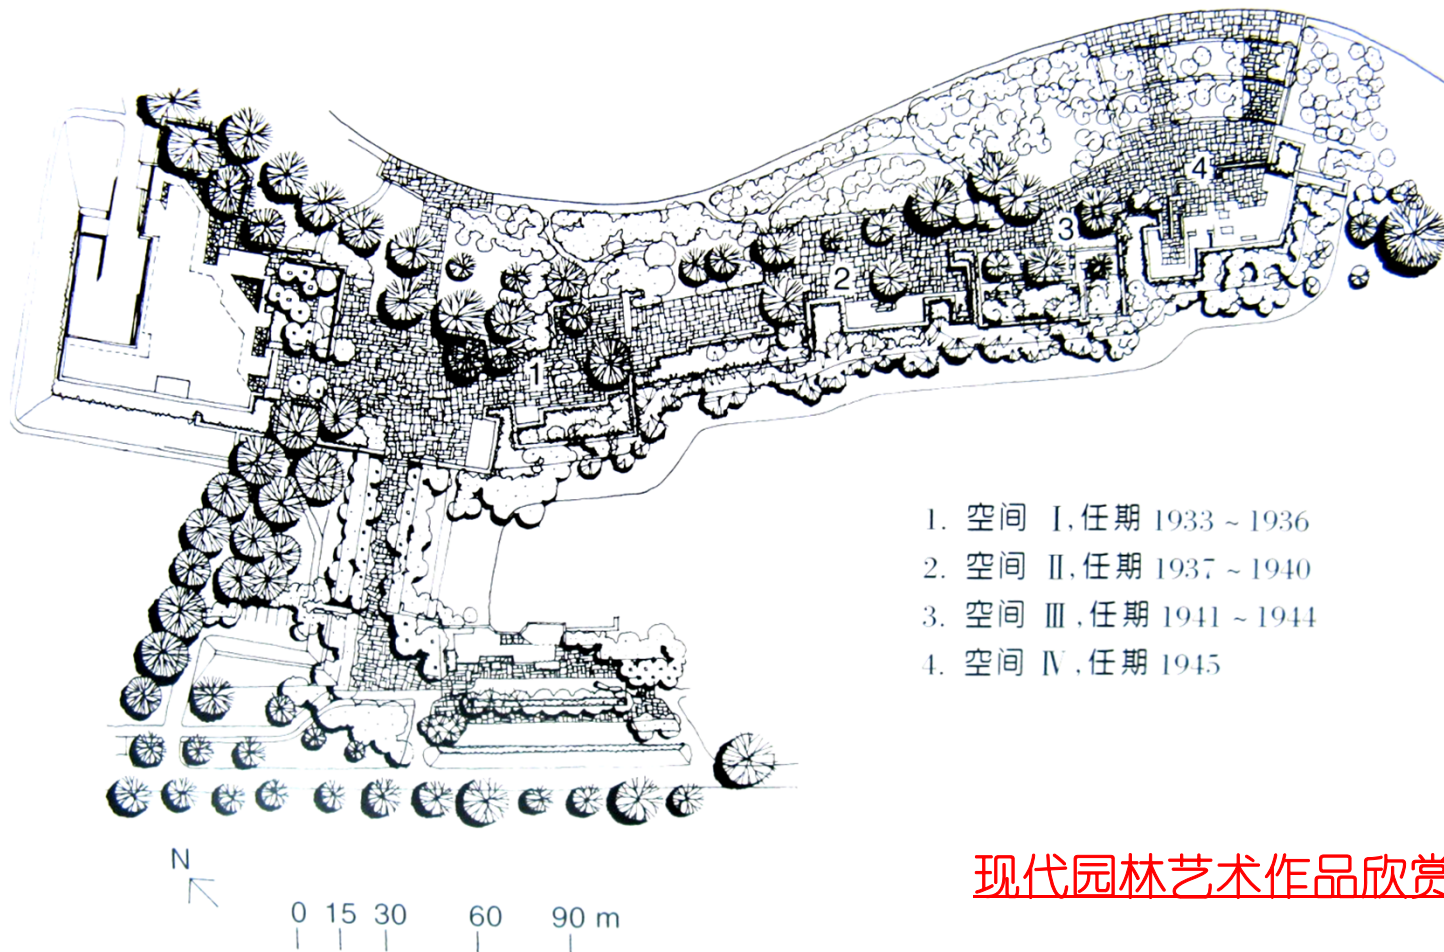 4
3
2
1
1. 空间 Ⅰ,任期 1933 ~ 1936
2. 空间 Ⅱ,任期 1937 ~ 1940
3. 空间 Ⅲ,任期 1941 ~ 1944
4. 空间 Ⅳ,任期 1945
N
现代园林艺术作品欣赏
0 15 30 60 90 m